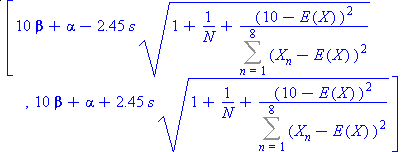 [ 10 β + α − 2.45 s √( 1 + 1/N + ( 10 − E( X ) )² / ∑_{n = 1}^{8} ( X_n − E( X ) )² )
, 10 β + α + 2.45 s √( 1 + 1/N + ( 10 − E( X ) )² / ∑_{n = 1}^{8} ( X_n − E( X ) )² ) ]